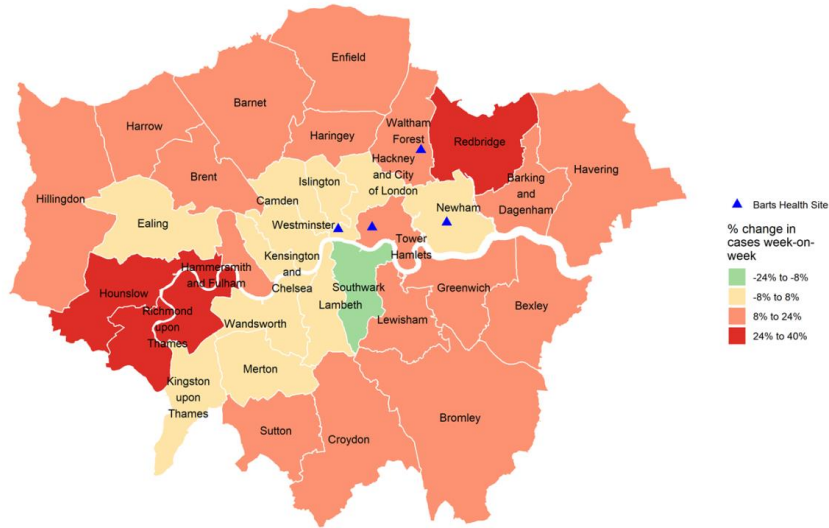 Enfield
Barnet
Harrow
Haringey
Waltham
Forest
Redbridge
Havering
Hillingdon
Brent
Hackney
and City
of London
Barking
and
Dagenham
Islington
Camden
Newham
Ealing
Westminster
Tower
Hamlets
Kensington
and
Chelsea
Hammersmith
and Fulham
Hounslow
Southwark
Greenwich
Bexley
Lambeth
Richmond
upon
Thames
Wandsworth
Lewisham
Merton
Kingston
upon
Thames
Bromley
Sutton
Croydon
Barts Health Site
% change in
cases week-on-
week
-24% to -8%
-8% to 8%
8% to 24%
24% to 40%